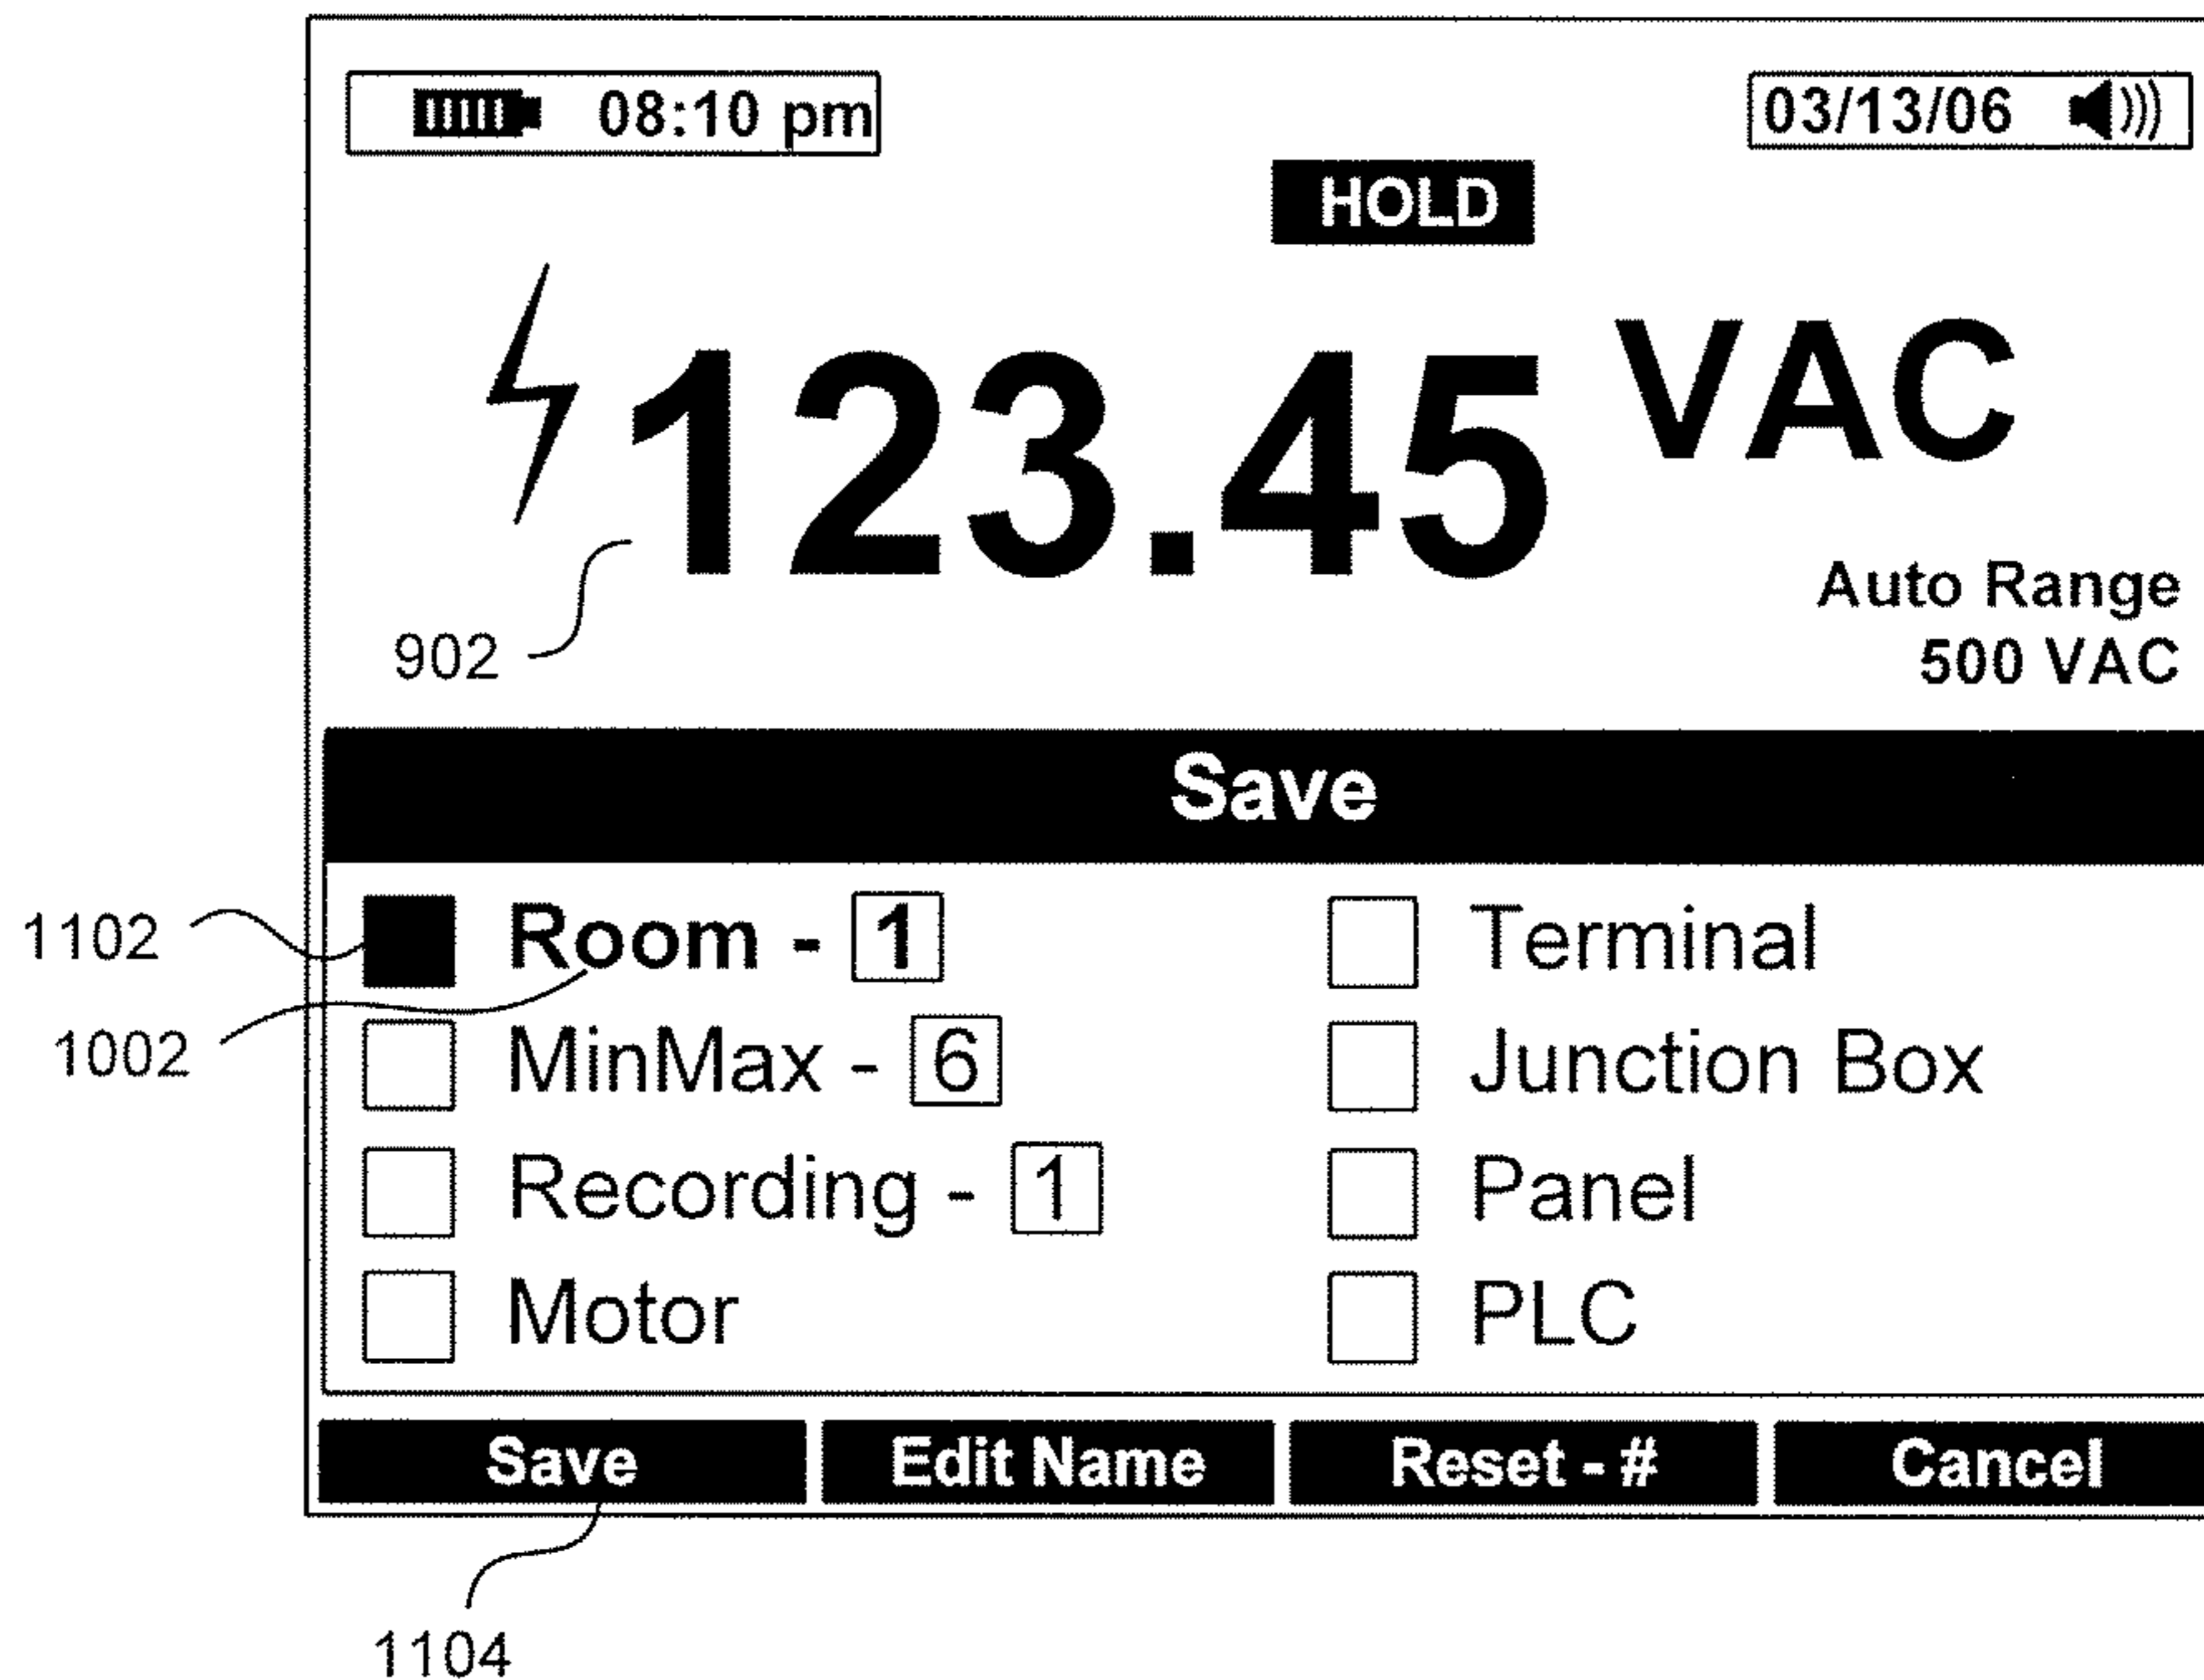 08:10 pm 03/13/06
HOLD
123.45 VAC
902
Auto Range
500 VAC
Save
1102 Room - 1 Terminal
1002 MinMax - 6 Junction Box
Recording - 1 Panel
Motor PLC
Save Edit Name Reset - # Cancel
1104